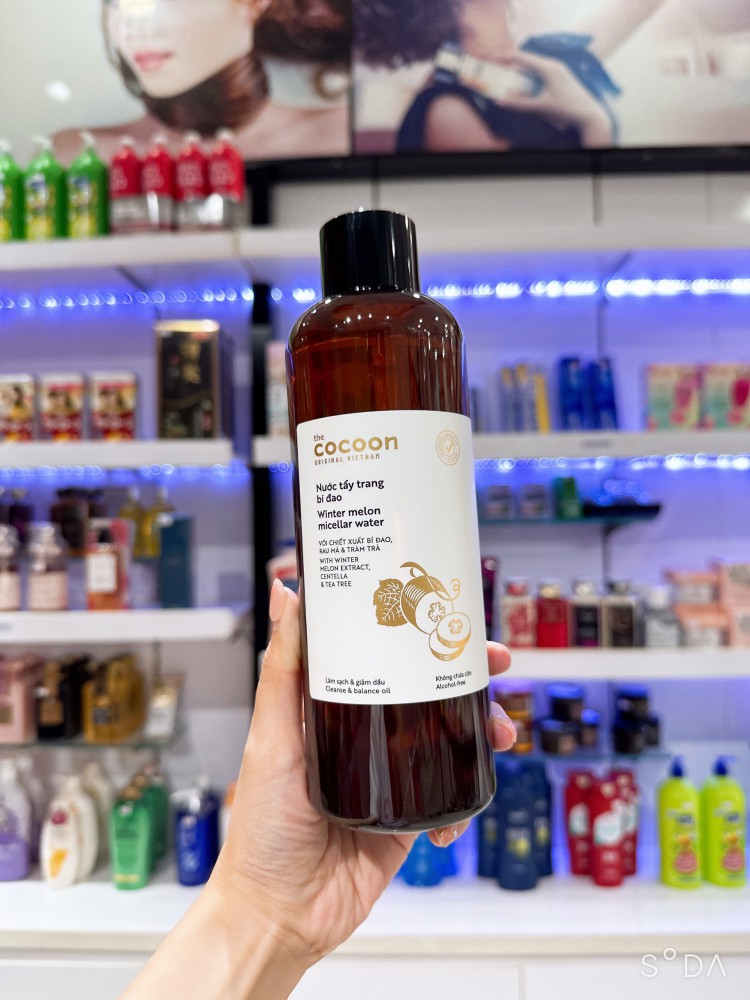 the
cocoon
ORIGINAL VIETNAM
Nước tẩy trang
bí đao
Winter melon
micellar water
VỚI CHIẾT XUẤT BÍ ĐAO,
RAU MÁ & TRÀM TRÀ
WITH WINTER
MELON EXTRACT,
CENTELLA
& TEA TREE
Làm sạch & giảm dầu
Cleanse & balance oil
Không chứa cồn
Alcohol-free
SODA